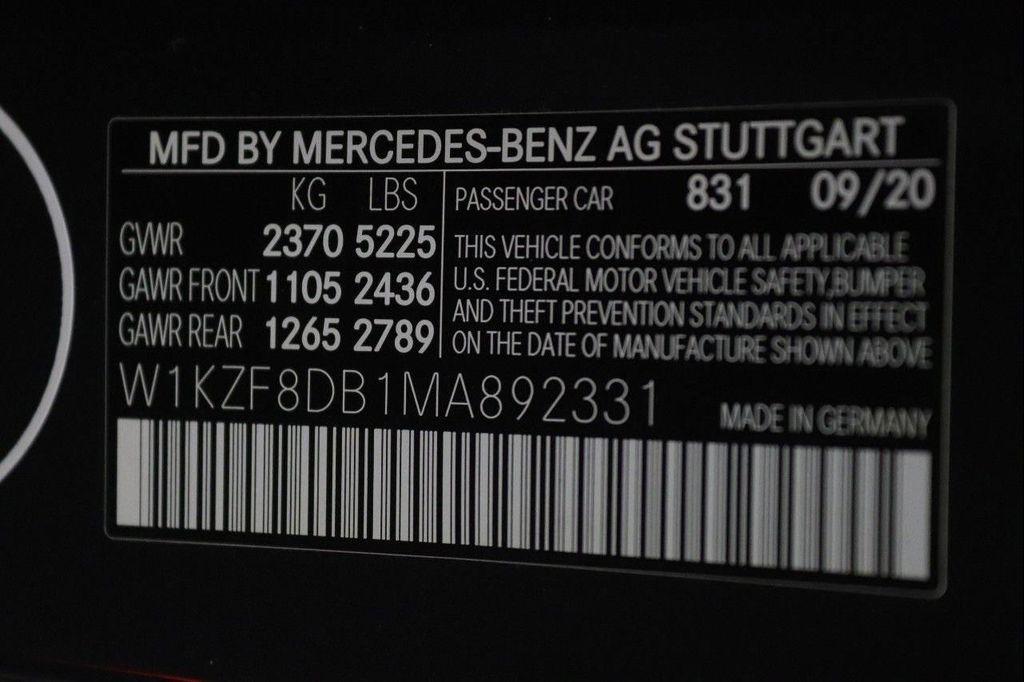 MFD BY MERCEDES-BENZ AG STUTTGART
KG LBS
GVWR 2370 5225
GAWR FRONT 1105 2436
GAWR REAR 1265 2789
PASSENGER CAR 831 09/20
THIS VEHICLE CONFORMS TO ALL APPLICABLE
U.S. FEDERAL MOTOR VEHICLE SAFETY,BUMPER
AND THEFT PREVENTION STANDARDS IN EFFECT
ON THE DATE OF MANUFACTURE SHOWN ABOVE
W1KZF8DB1MA892331
MADE IN GERMANY